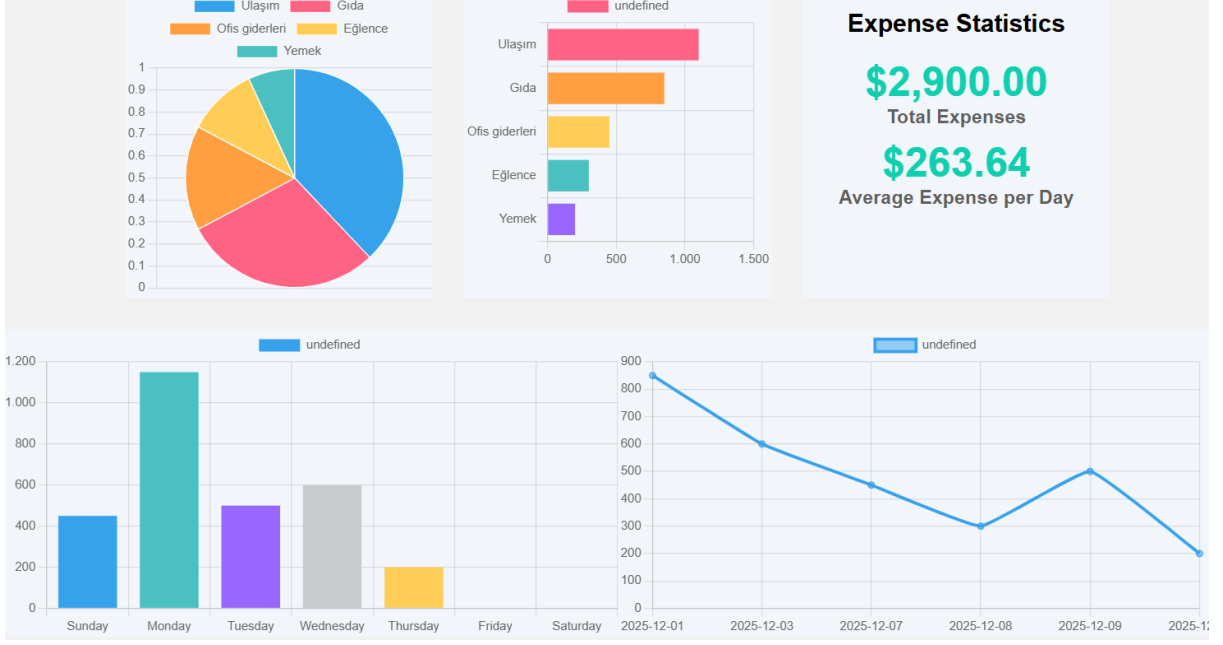 Ulaşım Gıda
Ofis giderleri Eğlence
Yemek
1
0.9
0.8
0.7
0.6
0.5
0.4
0.3
0.2
0.1
0
undefined
Ulaşım
Gıda
Ofis giderleri
Eğlence
Yemek
0 500 1.000 1.500
Expense Statistics
$2,900.00
Total Expenses
$263.64
Average Expense per Day
undefined
1.200
1.000
800
600
400
200
0
Sunday Monday Tuesday Wednesday Thursday Friday Saturday
undefined
900
800
700
600
500
400
300
200
100
0
2025-12-01 2025-12-03 2025-12-07 2025-12-08 2025-12-09 2025-12